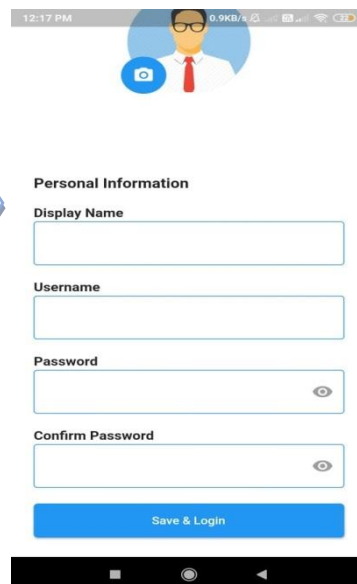 12:17 PM 0.9KB/s
Personal Information
Display Name
Username
Password
Confirm Password
Save & Login